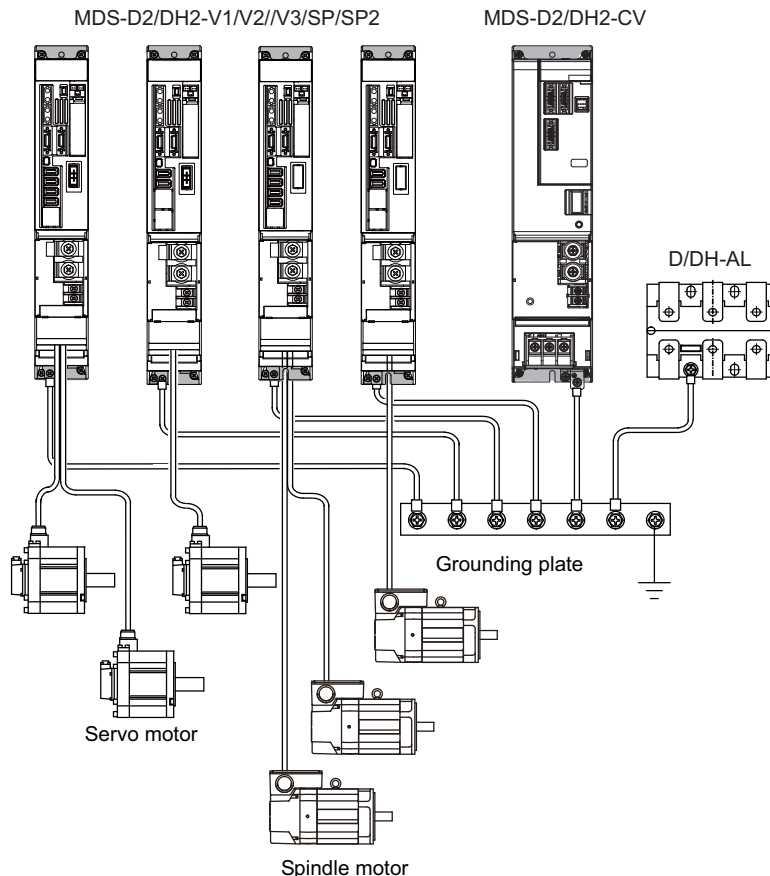 MDS-D2/DH2-V1/V2//V3/SP/SP2
MDS-D2/DH2-CV
D/DH-AL
Grounding plate
Servo motor
Spindle motor